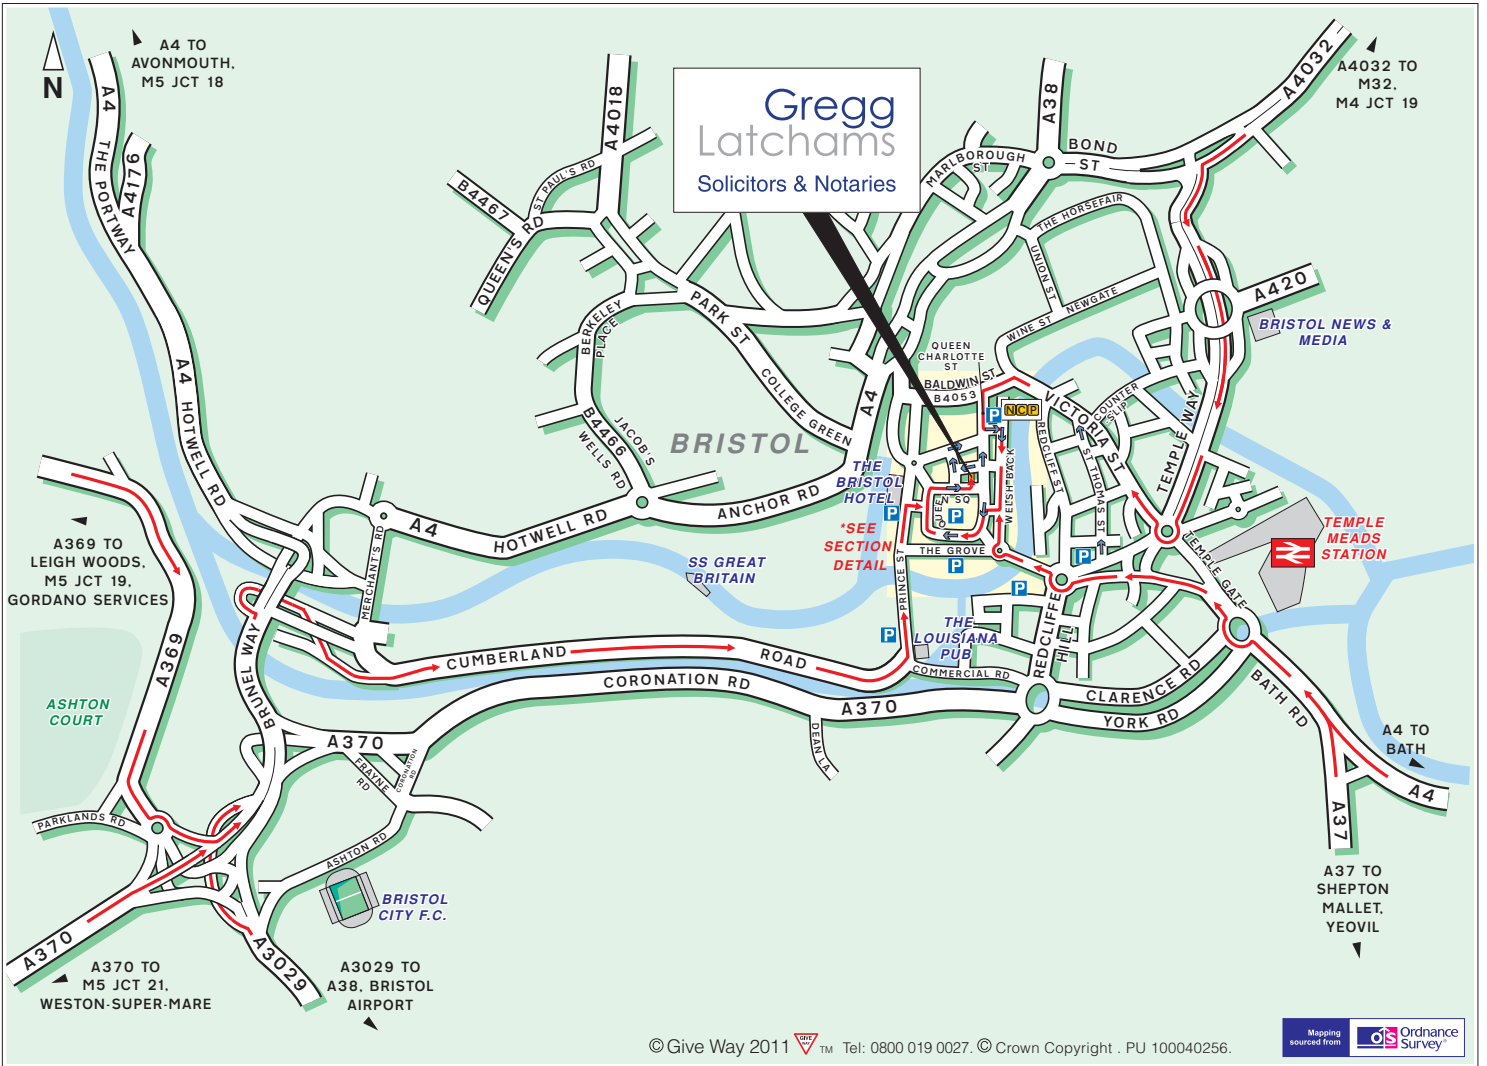 N
A4 TO
AVONMOUTH,
M5 JCT 18
A4
THE PORTWAY
A4176
A4018
ST PAUL'S RD
B4467
QUEEN'S RD
Gregg
Latchams
Solicitors & Notaries
A38
BOND
ST
MARLBOROUGH
ST
A4032
A4032 TO
M32,
M4 JCT 19
THE HORSEFAIR
UNION ST
NEWGATE
WINE ST
A420
BRISTOL NEWS &
MEDIA
BERKELEY
PLACE
PARK ST
COLLEGE GREEN
QUEEN
CHARLOTTE
ST
BALDWIN ST
B4053
A4
HOTWELL RD
A4
B4466
JACOB'S
WELLS RD
BRISTOL
NCP
P
VICTORIA ST
COUNTER
SLIP
TEMPLE WAY
REDCLIFF ST
ST THOMAS ST
WELSH BACK
THE
BRISTOL
HOTEL
P
QUEEN SQ
P
*SEE
SECTION
DETAIL
THE GROVE
P
P
P
P
PRINCE ST
A4
HOTWELL RD
ANCHOR RD
MERCHANT'S RD
SS GREAT
BRITAIN
TEMPLE
MEADS
STATION
TEMPLE GATE
A369 TO
LEIGH WOODS,
M5 JCT 19,
GORDANO SERVICES
A369
ASHTON
COURT
BRUNEL WAY
CUMBERLAND
ROAD
CORONATION RD
A370
THE
LOUISIANA
PUB
COMMERCIAL RD
REDCLIFFE
HILL
CLARENCE RD
YORK RD
BATH RD
DEAN LA
A370
FRAYNE
RD
CORONATION
RD
A4 TO
BATH
A4
A37
PARKLANDS RD
ASHTON RD
BRISTOL
CITY F.C.
A37 TO
SHEPTON
MALLET,
YEOVIL
A370
A3029
A370 TO
M5 JCT 21,
WESTON-SUPER-MARE
A3029 TO
A38, BRISTOL
AIRPORT
© Give Way 2011 GIVE WAY TM Tel: 0800 019 0027. © Crown Copyright . PU 100040256.
Mapping
sourced from
OS
Ordnance
Survey®